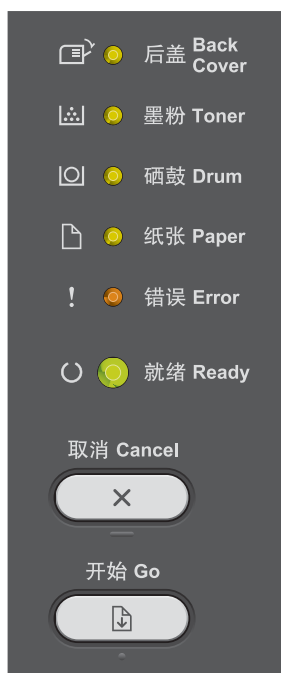 后盖 Back
Cover
墨粉 Toner
硒鼓 Drum
纸张 Paper
! 错误 Error
就绪 Ready
取消 Cancel
开始 Go